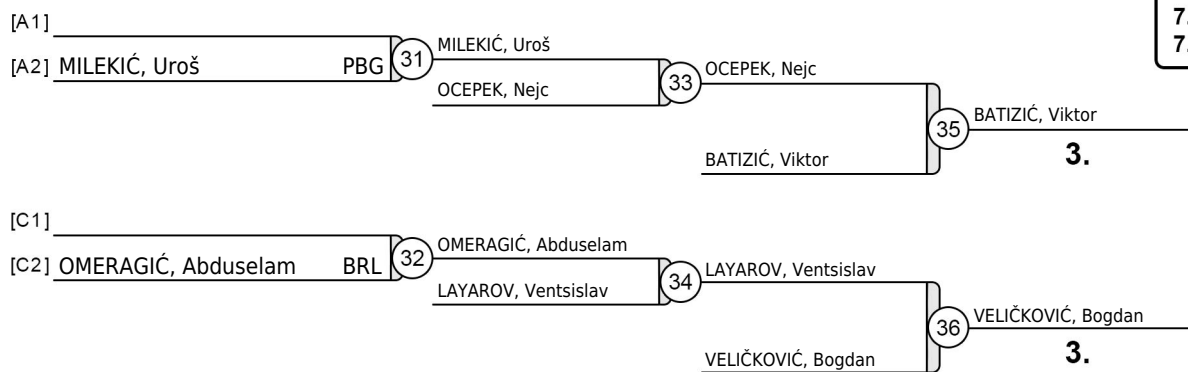 [A1]
[A2] MILEKIĆ, Uroš PBG
31
MILEKIĆ, Uroš
OCEPEK, Nejc
33
OCEPEK, Nejc
BATIZIĆ, Viktor
35
BATIZIĆ, Viktor
3.
7.
7.
[C1]
[C2] OMERAGIĆ, Abduselam BRL
32
OMERAGIĆ, Abduselam
LAYAROV, Ventsislav
34
LAYAROV, Ventsislav
VELIČKOVIĆ, Bogdan
36
VELIČKOVIĆ, Bogdan
3.